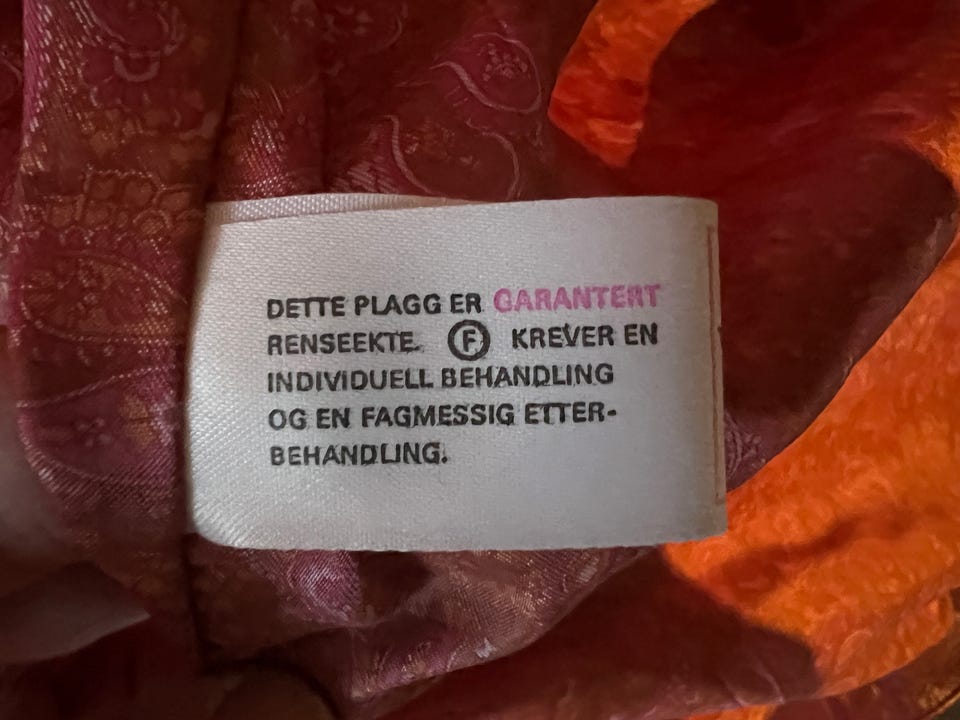 DETTE PLAGG ER GARANTERT
RENSEEKTE. Ⓕ KREVER EN
INDIVIDUELL BEHANDLING
OG EN FAGMESSIG ETTER-
BEHANDLING.